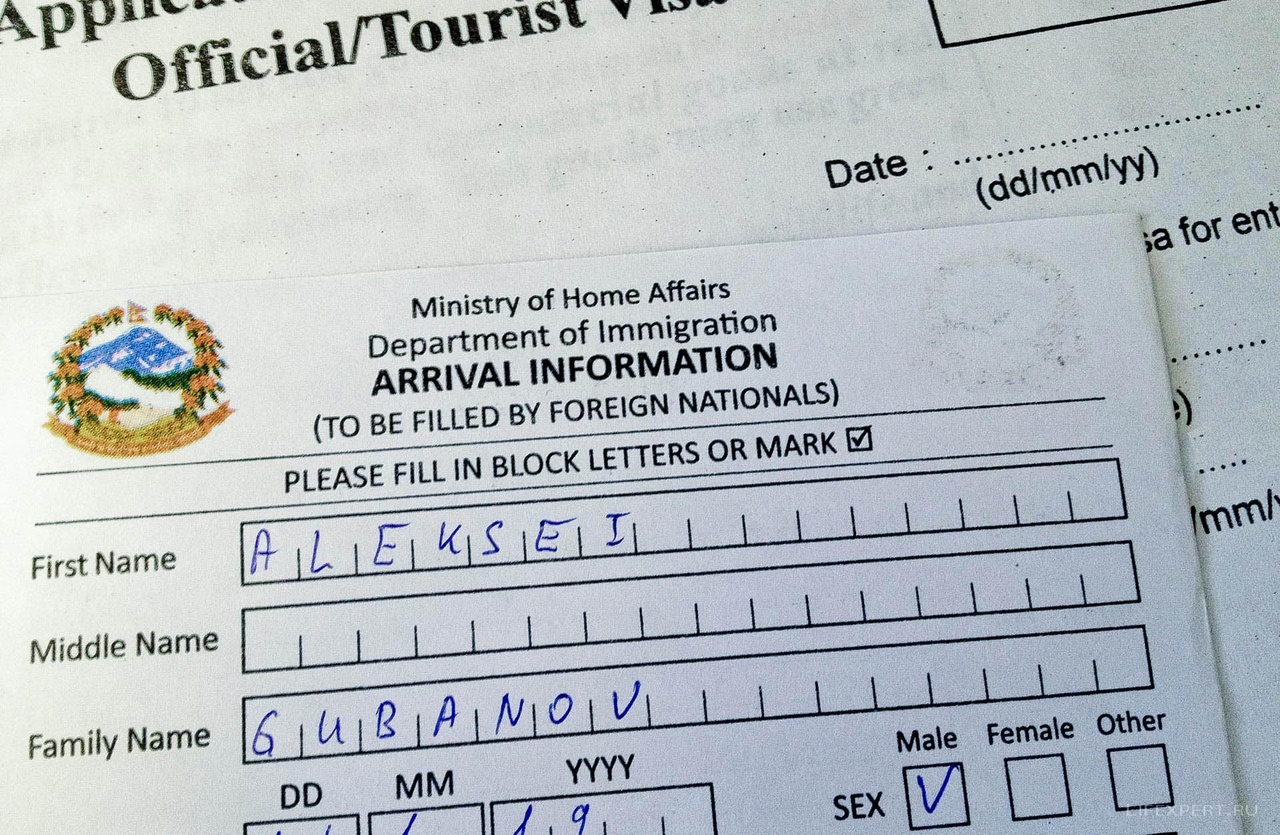 Official/Tourist Visa
Date : ....................
(dd/mm/yy)
for
Ministry of Home Affairs
Department of Immigration
ARRIVAL INFORMATION
(TO BE FILLED BY FOREIGN NATIONALS)
PLEASE FILL IN BLOCK LETTERS OR MARK ☑
First Name ALEKSEI
Middle Name
Family Name GUBANOV
DD MM YYYY
19
Male Female Other
SEX V
LIFEXPERT.RU